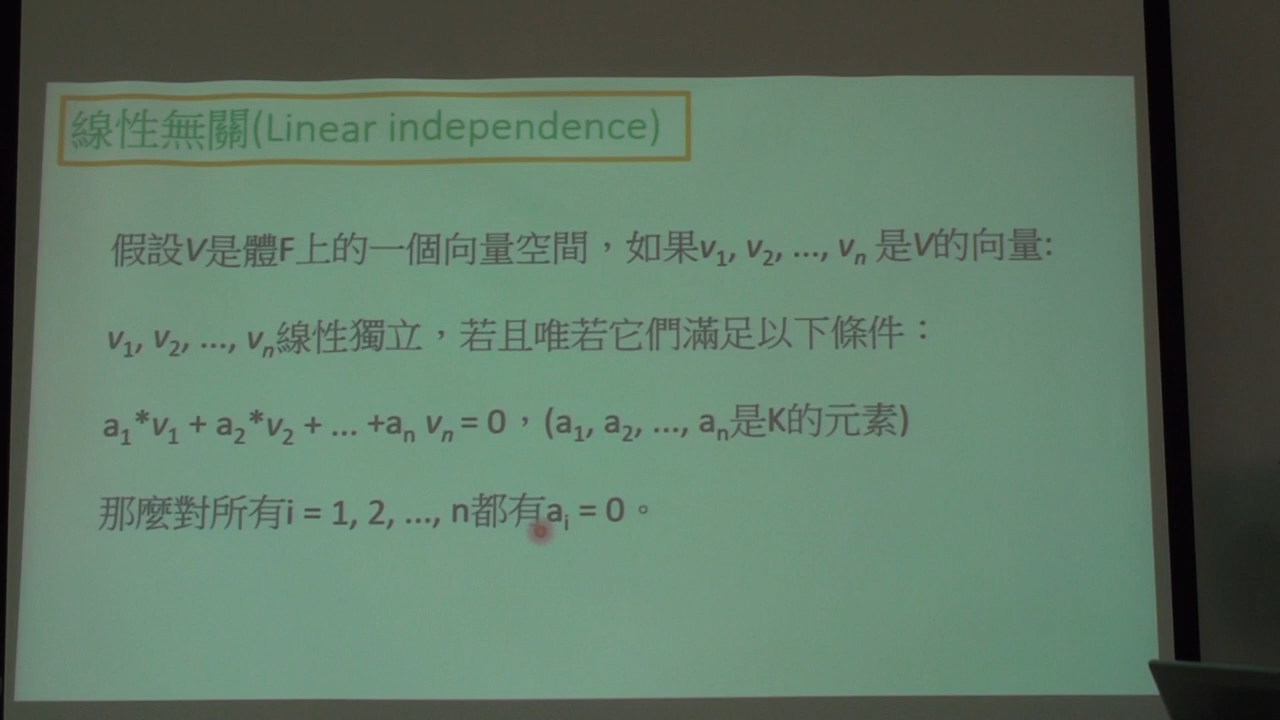 線性無關(Linear independence)
假設V是體F上的一個向量空間，如果v₁, v₂, ..., vₙ 是V的向量:
v₁, v₂, ..., vₙ線性獨立，若且唯若它們滿足以下條件：
a₁*v₁ + a₂*v₂ + ... +aₙ vₙ = 0，(a₁, a₂, ..., aₙ是K的元素)
那麼對所有i = 1, 2, ..., n都有aᵢ = 0。